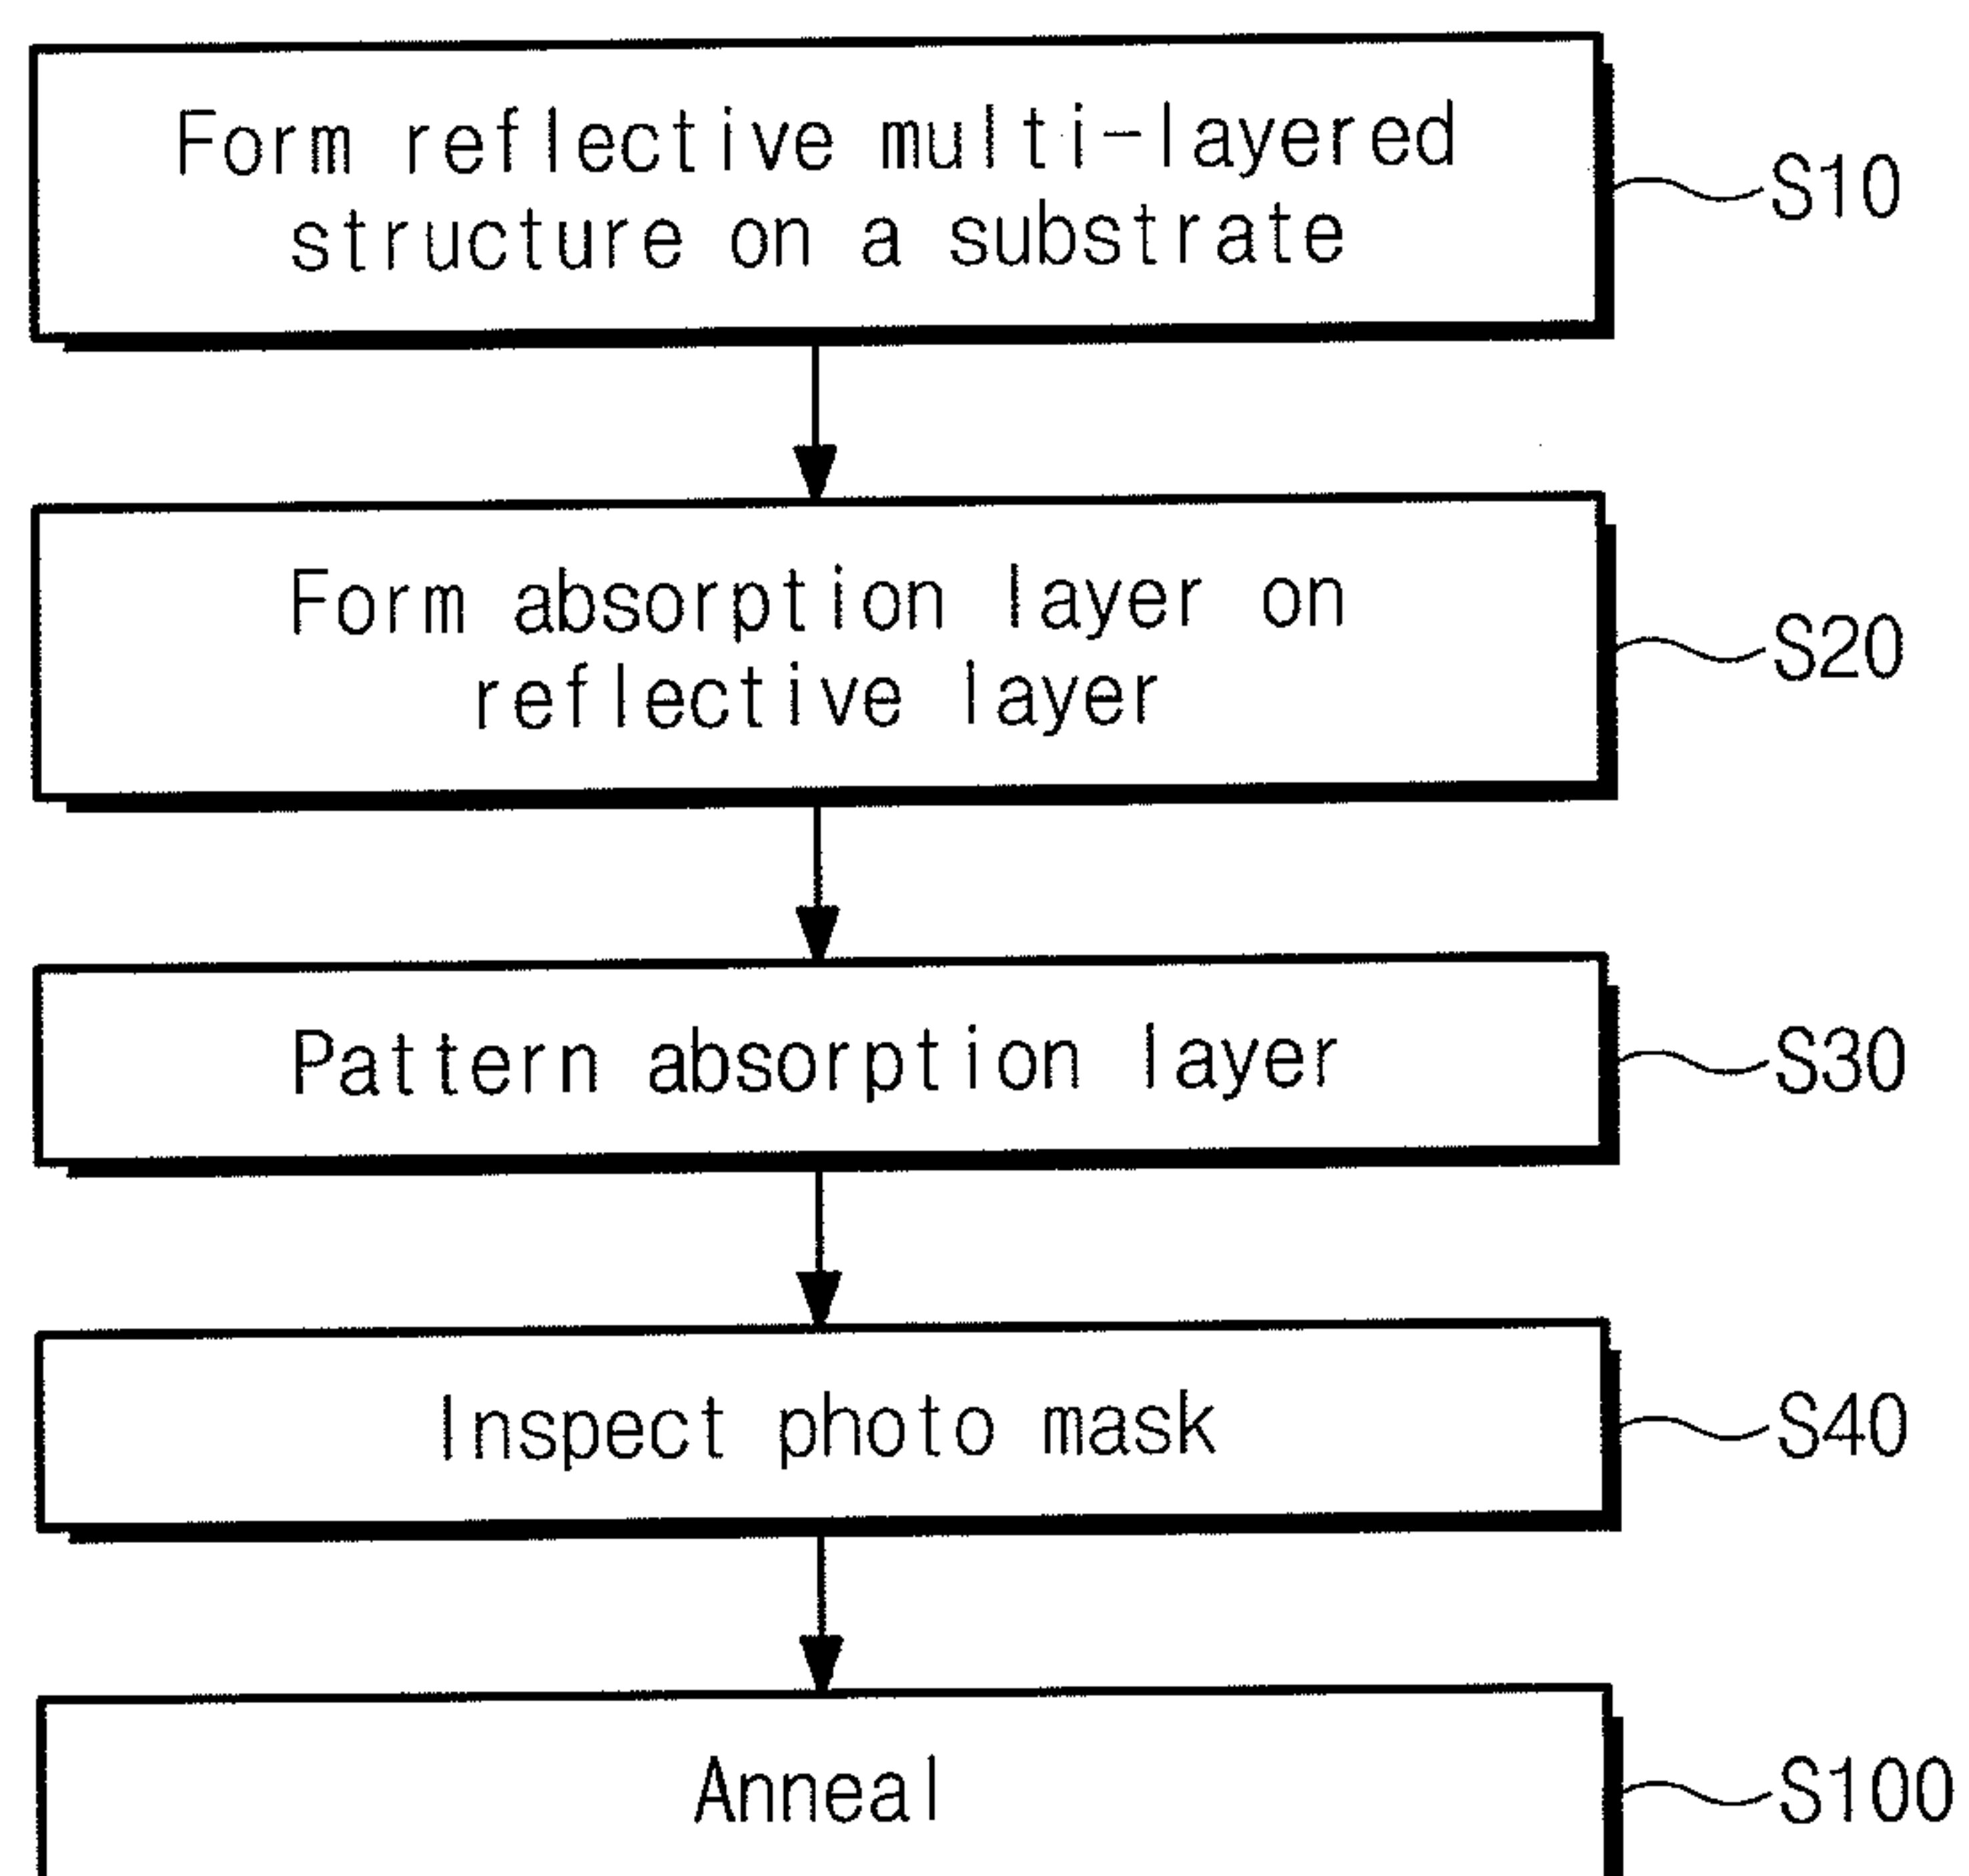 Form reflective multi-layered
structure on a substrate
S10
Form absorption layer on
reflective layer
S20
Pattern absorption layer
S30
Inspect photo mask
S40
Anneal
S100